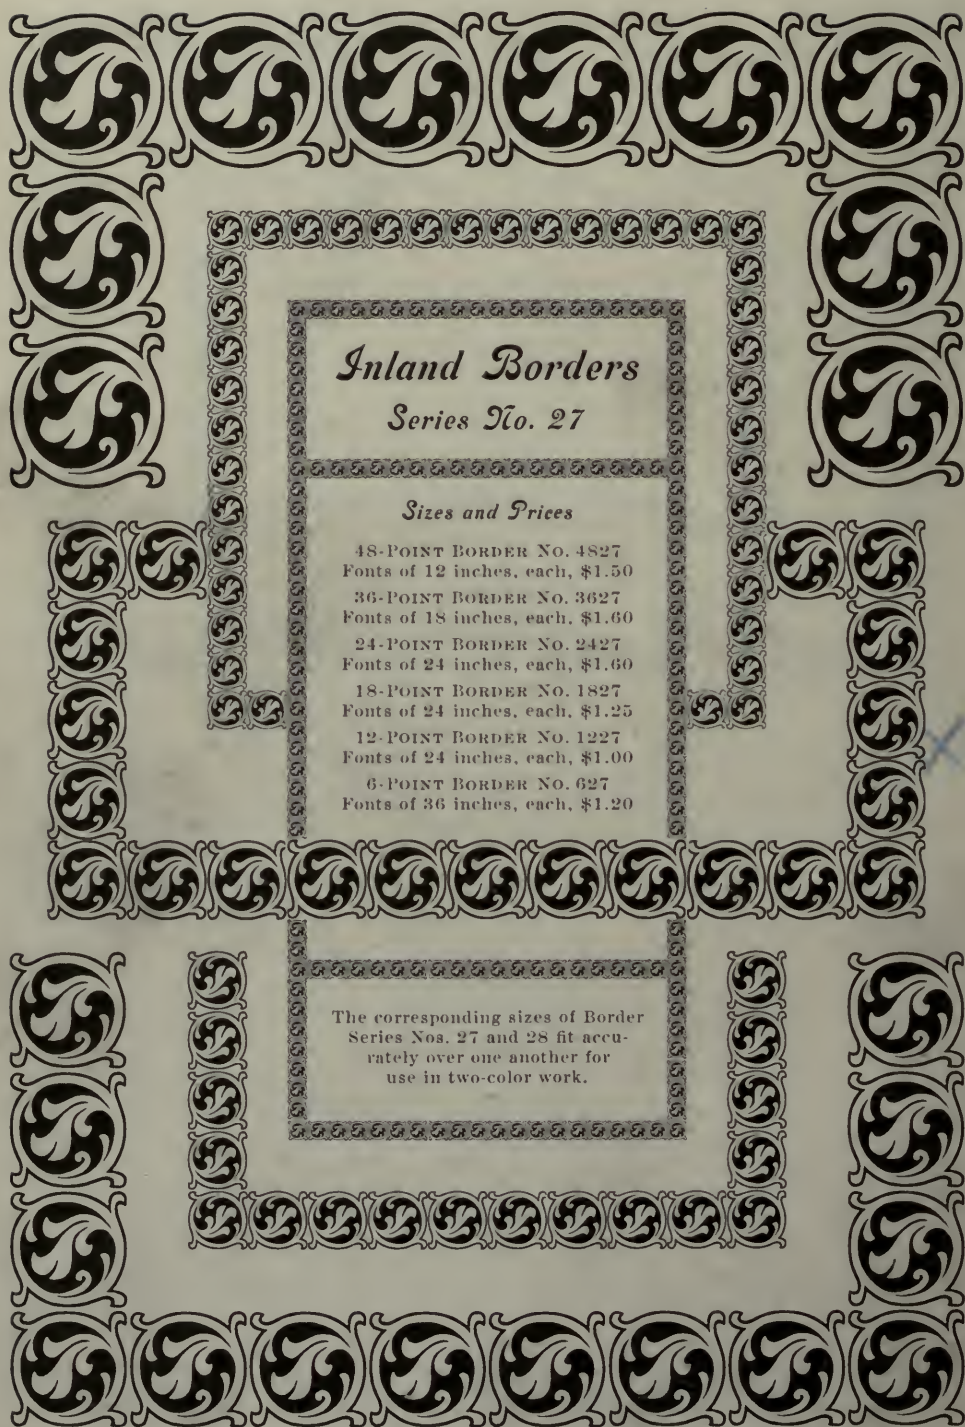 Inland Borders
Series No. 27
Sizes and Prices
48-POINT BORDER NO. 4827
Fonts of 12 inches, each, $1.50
36-POINT BORDER NO. 3627
Fonts of 18 inches, each, $1.60
24-POINT BORDER NO. 2427
Fonts of 24 inches, each, $1.60
18-POINT BORDER NO. 1827
Fonts of 24 inches, each, $1.25
12-POINT BORDER NO. 1227
Fonts of 24 inches, each, $1.00
6-POINT BORDER NO. 627
Fonts of 36 inches, each, $1.20
The corresponding sizes of Border
Series Nos. 27 and 28 fit accu-
rately over one another for
use in two-color work.